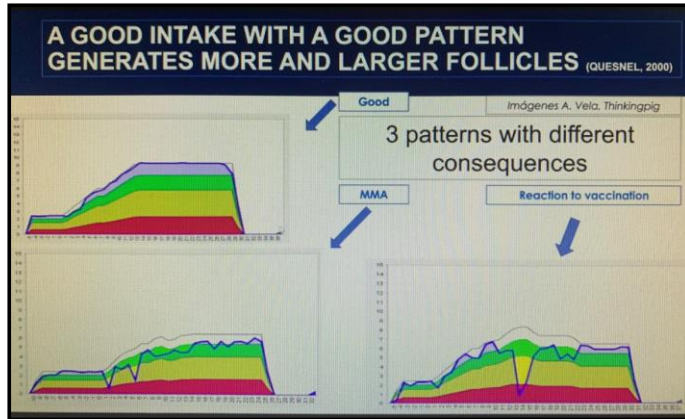 A GOOD INTAKE WITH A GOOD PATTERN
GENERATES MORE AND LARGER FOLLICLES (QUESNEL, 2000)
Good
Imágenes A. Vela, Thinkingpig
3 patterns with different
consequences
MMA
Reaction to vaccination